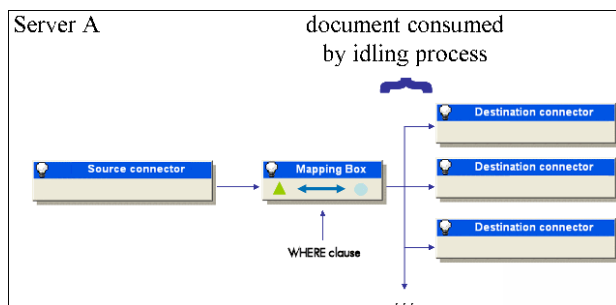 Server A
document consumed
by idling process
Destination connector
Source connector
Mapping Box
Destination connector
WHERE clause
Destination connector
...